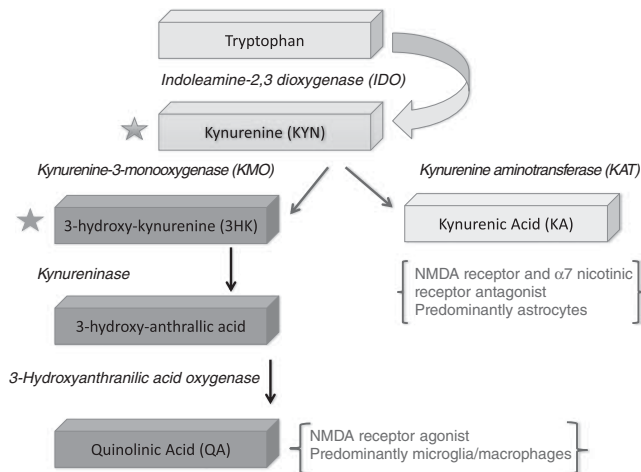 Tryptophan
Indoleamine-2,3 dioxygenase (IDO)
Kynurenine (KYN)
Kynurenine-3-monooxygenase (KMO)
Kynurenine aminotransferase (KAT)
3-hydroxy-kynurenine (3HK)
Kynurenic Acid (KA)
Kynureninase
NMDA receptor and α7 nicotinic
receptor antagonist
Predominantly astrocytes
3-hydroxy-anthrallic acid
3-Hydroxyanthranilic acid oxygenase
Quinolinic Acid (QA)
NMDA receptor agonist
Predominantly microglia/macrophages